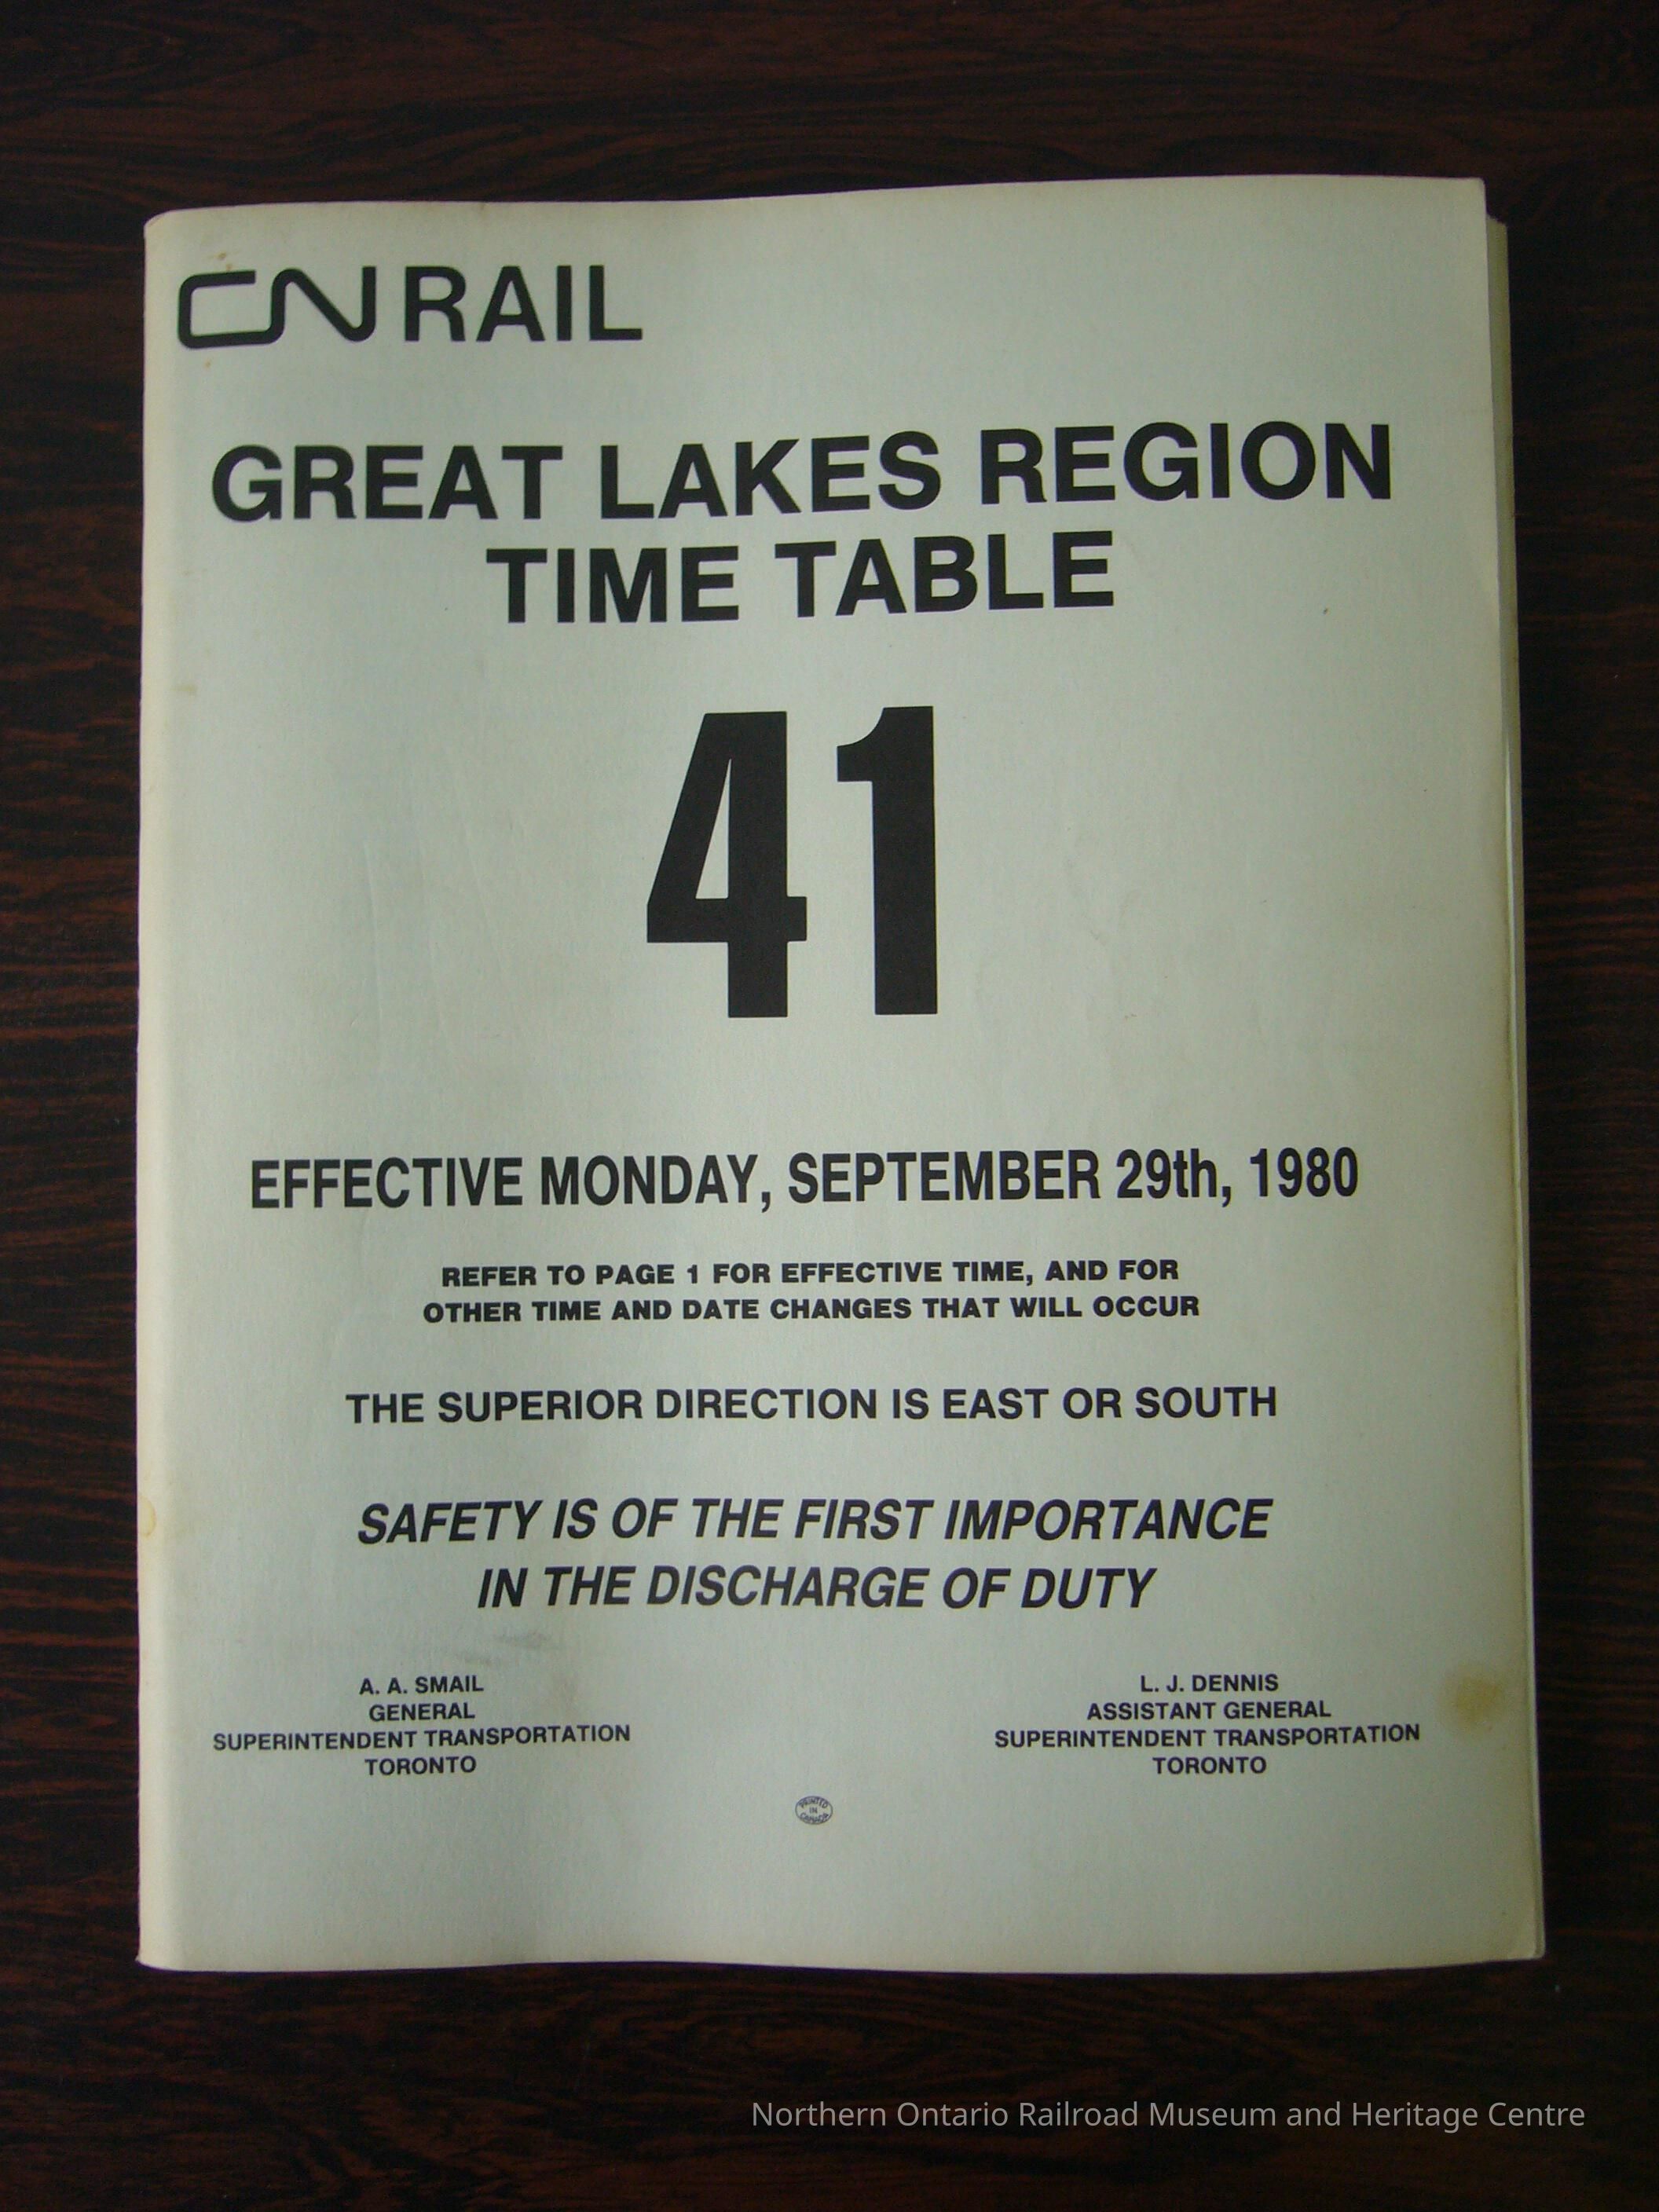 CN RAIL
GREAT LAKES REGION
TIME TABLE
41
EFFECTIVE MONDAY, SEPTEMBER 29th, 1980
REFER TO PAGE 1 FOR EFFECTIVE TIME, AND FOR
OTHER TIME AND DATE CHANGES THAT WILL OCCUR
THE SUPERIOR DIRECTION IS EAST OR SOUTH
SAFETY IS OF THE FIRST IMPORTANCE
IN THE DISCHARGE OF DUTY
A. A. SMAIL
GENERAL
SUPERINTENDENT TRANSPORTATION
TORONTO
L. J. DENNIS
ASSISTANT GENERAL
SUPERINTENDENT TRANSPORTATION
TORONTO
PRINTED
IN
CANADA
Northern Ontario Railroad Museum and Heritage Centre